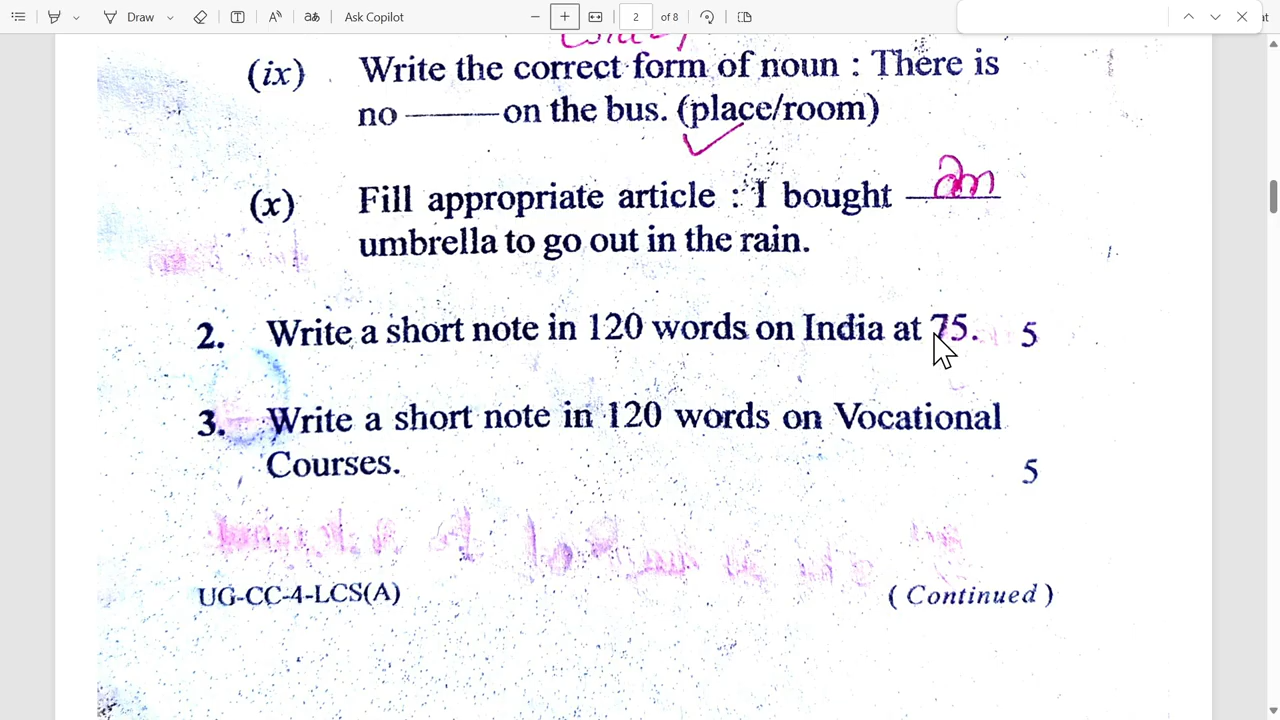 Draw
Ask Copilot
2 of 8
(ix) Write the correct form of noun : There is
no ——— on the bus. (place/room)
(x) Fill appropriate article : I bought an
umbrella to go out in the rain.
2. Write a short note in 120 words on India at 75. 5
3. Write a short note in 120 words on Vocational
Courses. 5
UG-CC-4-LCS(A) ( Continued )